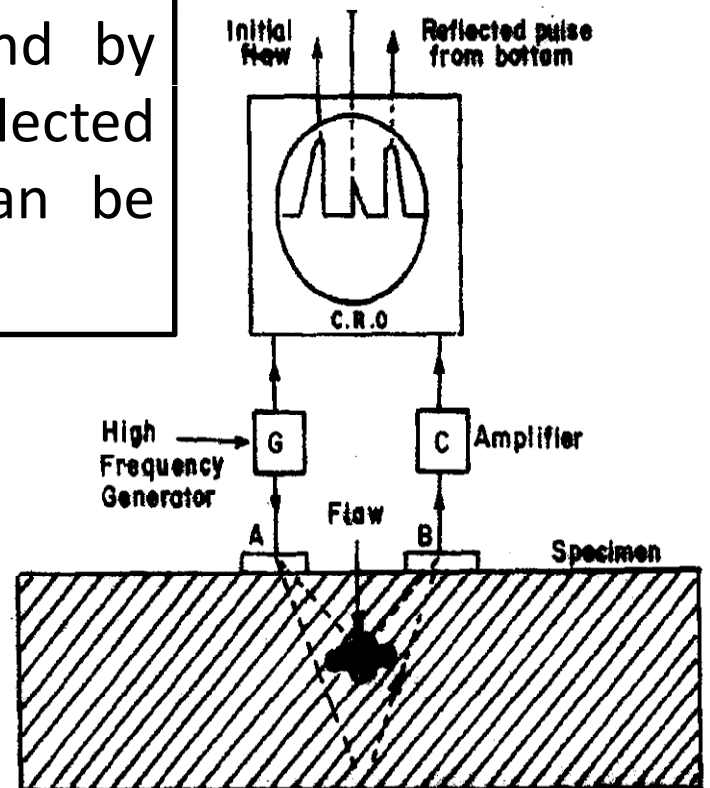 nd by
lected
an be
Initial
flaw
Reflected pulse
from bottom
C.R.O
High
Frequency
Generator
G
C
Amplifier
Flaw
A
B
Specimen